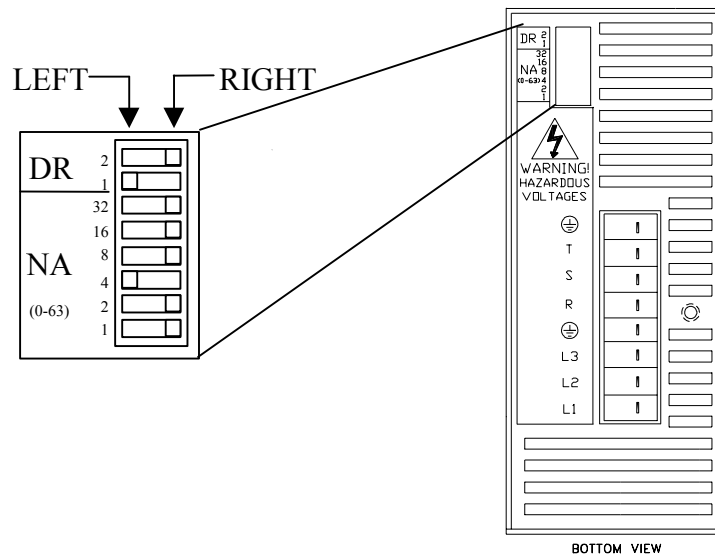 LEFT
RIGHT
DR
2
1
NA
(0-63)
32
16
8
4
2
1
DR 2
1
32
16
NA 8
(0-63) 4
2
1
WARNING!
HAZARDOUS
VOLTAGES
T
S
R
L3
L2
L1
BOTTOM VIEW